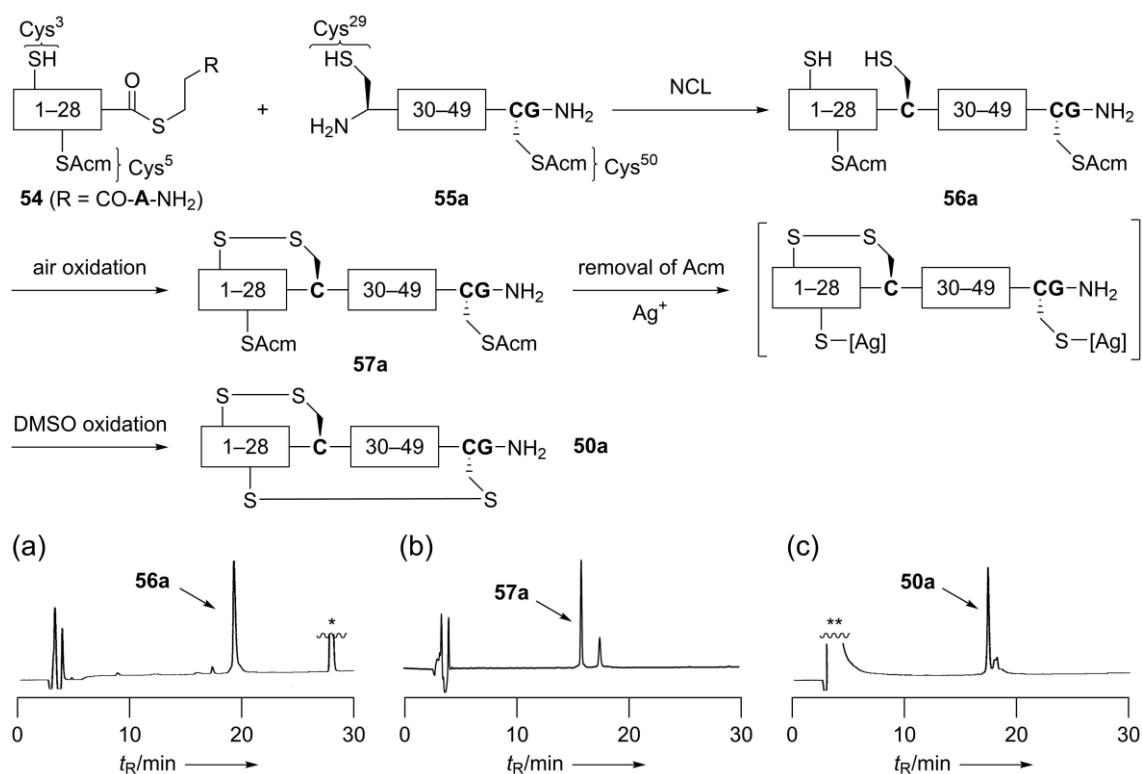 Cys3
SH
1–28
O
S
R
SAcm } Cys5
54 (R = CO-A-NH2)
+
Cys29
HS
H2N
30–49
CG–NH2
SAcm } Cys50
55a
NCL
SH
HS
1–28
C
30–49
CG–NH2
SAcm
SAcm
56a
air oxidation
S S
1–28
C
30–49
CG–NH2
SAcm
SAcm
57a
removal of Acm
Ag+
S S
1–28
C
30–49
CG–NH2
S–[Ag]
S–[Ag]
DMSO oxidation
S S
1–28
C
30–49
CG–NH2
S
S
50a
(a)
56a
*
0 10 20 30
tR/min
(b)
57a
0 10 20 30
tR/min
(c)
50a
**
0 10 20 30
tR/min